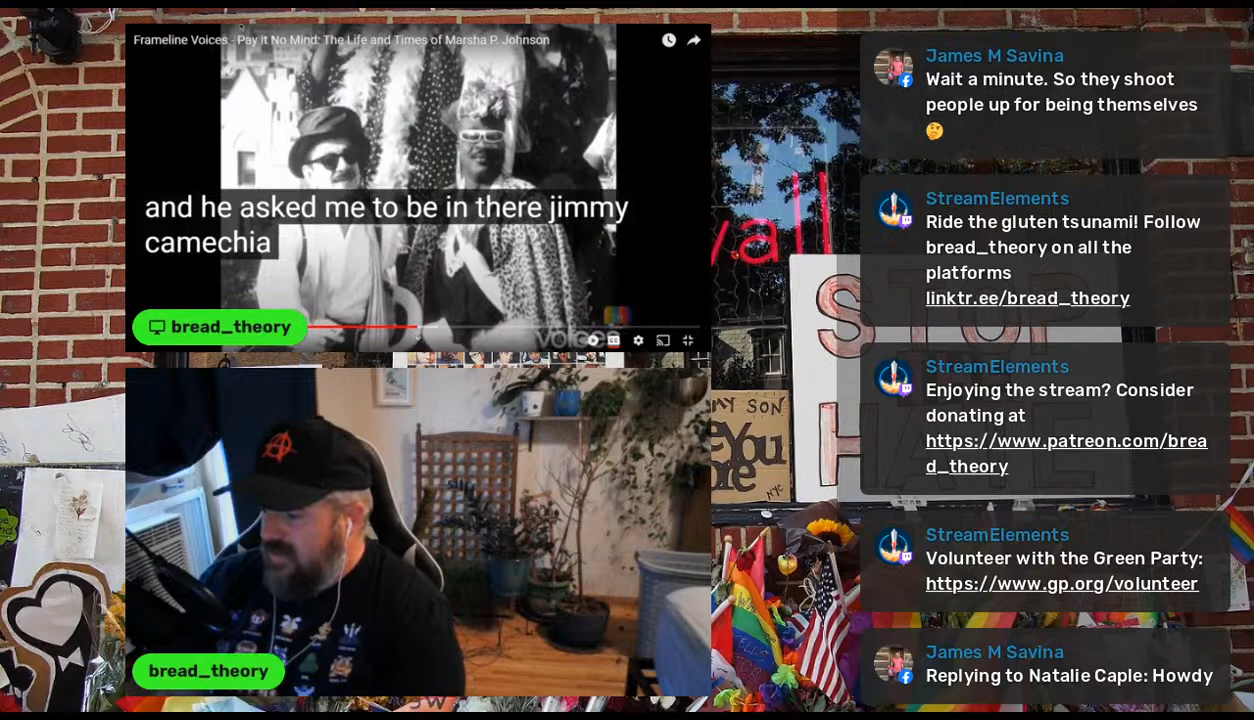 Frameline Voices - Pay it No Mind: The Life and Times of Marsha P. Johnson
and he asked me to be in there jimmy
camechia
voices
bread_theory
bread_theory
STOP
HATE
MY SON
NYC
James M Savina
Wait a minute. So they shoot
people up for being themselves
🤔
StreamElements
Ride the gluten tsunami! Follow
bread_theory on all the
platforms
linktr.ee/bread_theory
StreamElements
Enjoying the stream? Consider
donating at
https://www.patreon.com/brea
d_theory
StreamElements
Volunteer with the Green Party:
https://www.gp.org/volunteer
James M Savina
Replying to Natalie Caple: Howdy